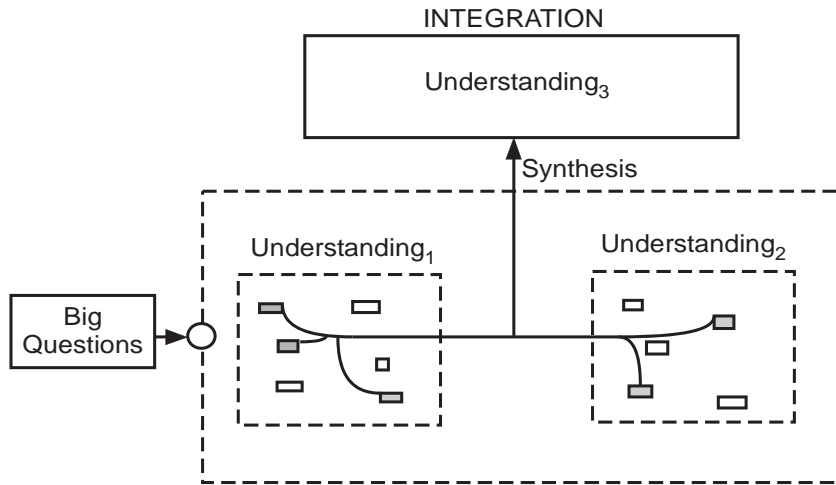 INTEGRATION
Understanding₃
Synthesis
Understanding₁
Understanding₂
Big
Questions